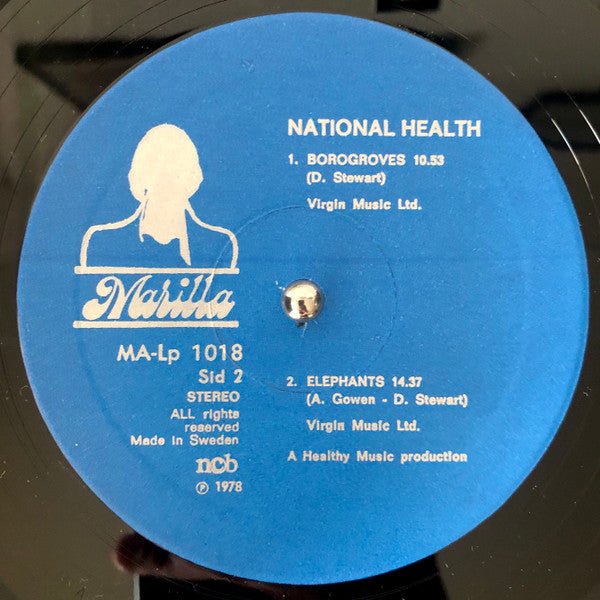 NATIONAL HEALTH
1. BOROGROVES 10.53
(D. Stewart)
Virgin Music Ltd.
Marilla
MA-Lp 1018
Sid 2
STEREO
ALL rights
reserved
Made in Sweden
ncb
℗ 1978
2. ELEPHANTS 14.37
(A. Gowen - D. Stewart)
Virgin Music Ltd.
A Healthy Music production